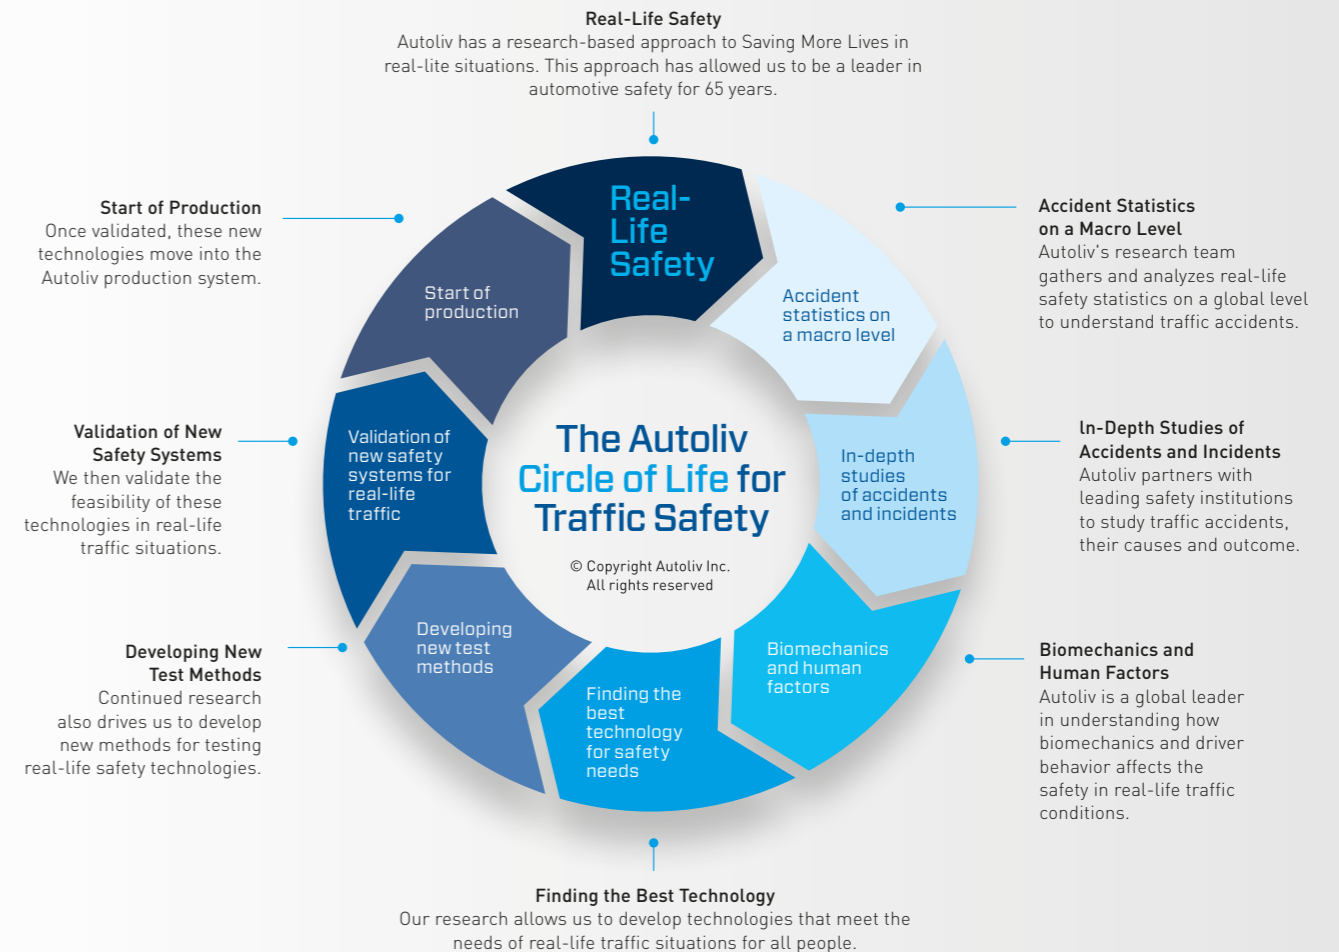 Real-Life Safety
Autoliv has a research-based approach to Saving More Lives in
real-lite situations. This approach has allowed us to be a leader in
automotive safety for 65 years.
Real-
Life
Safety
Accident Statistics
on a Macro Level
Autoliv's research team
gathers and analyzes real-life
safety statistics on a global level
to understand traffic accidents.
Accident
statistics on
a macro level
In-Depth Studies of
Accidents and Incidents
Autoliv partners with
leading safety institutions
to study traffic accidents,
their causes and outcome.
In-depth
studies
of accidents
and incidents
Biomechanics and
Human Factors
Autoliv is a global leader
in understanding how
biomechanics and driver
behavior affects the
safety in real-life traffic
conditions.
Biomechanics
and human
factors
Finding the
best
technology
for safety
needs
Finding the Best Technology
Our research allows us to develop technologies that meet the
needs of real-life traffic situations for all people.
Developing New
Test Methods
Continued research
also drives us to develop
new methods for testing
real-life safety technologies.
Developing
new test
methods
Validation of New
Safety Systems
We then validate the
feasibility of these
technologies in real-life
traffic situations.
Validation of
new safety
systems for
real-life
traffic
Start of Production
Once validated, these new
technologies move into the
Autoliv production system.
Start of
production
The Autoliv
Circle of Life for
Traffic Safety
© Copyright Autoliv Inc.
All rights reserved